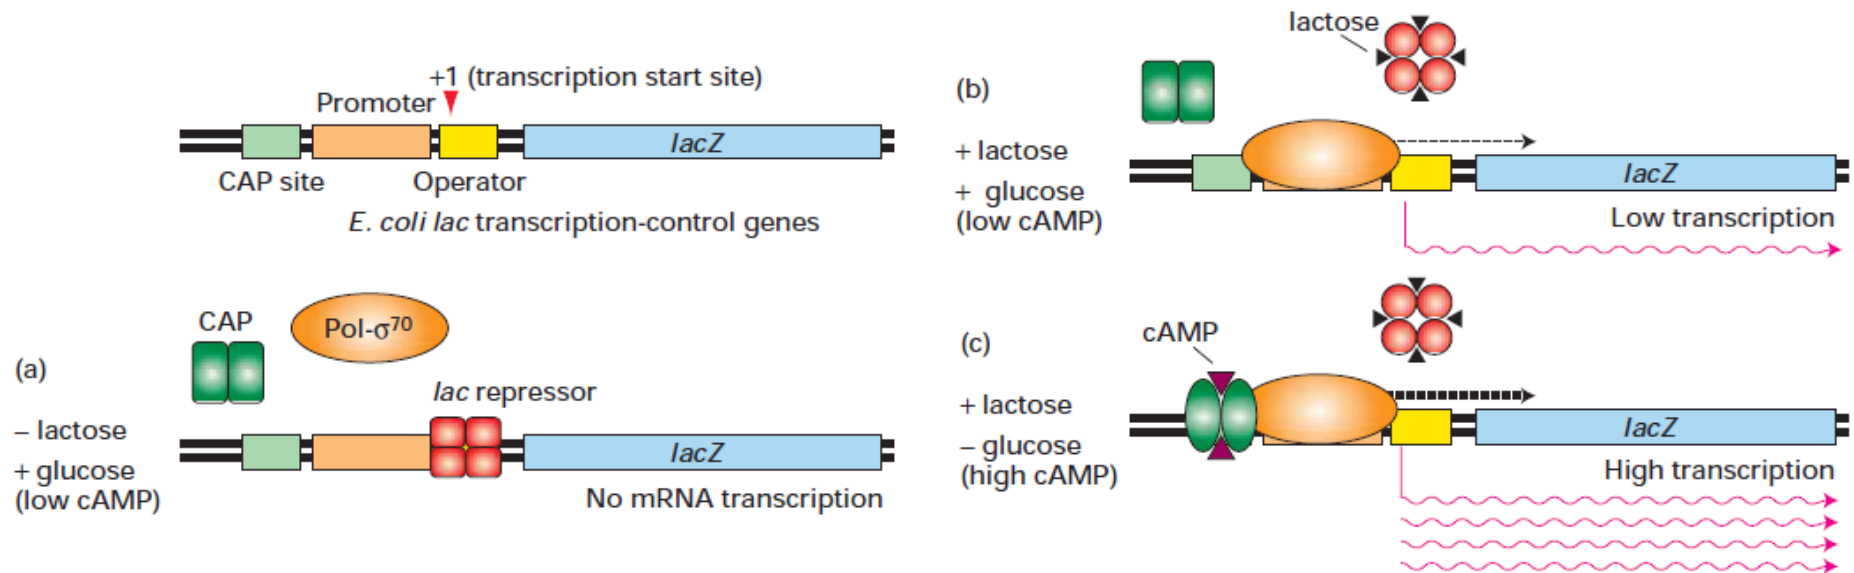 +1 (transcription start site)
Promoter
lacZ
CAP site
Operator
E. coli lac transcription-control genes
(a)
– lactose
+ glucose
(low cAMP)
CAP
Pol-σ70
lac repressor
lacZ
No mRNA transcription
(b)
+ lactose
+ glucose
(low cAMP)
lactose
lacZ
Low transcription
(c)
+ lactose
– glucose
(high cAMP)
cAMP
lacZ
High transcription